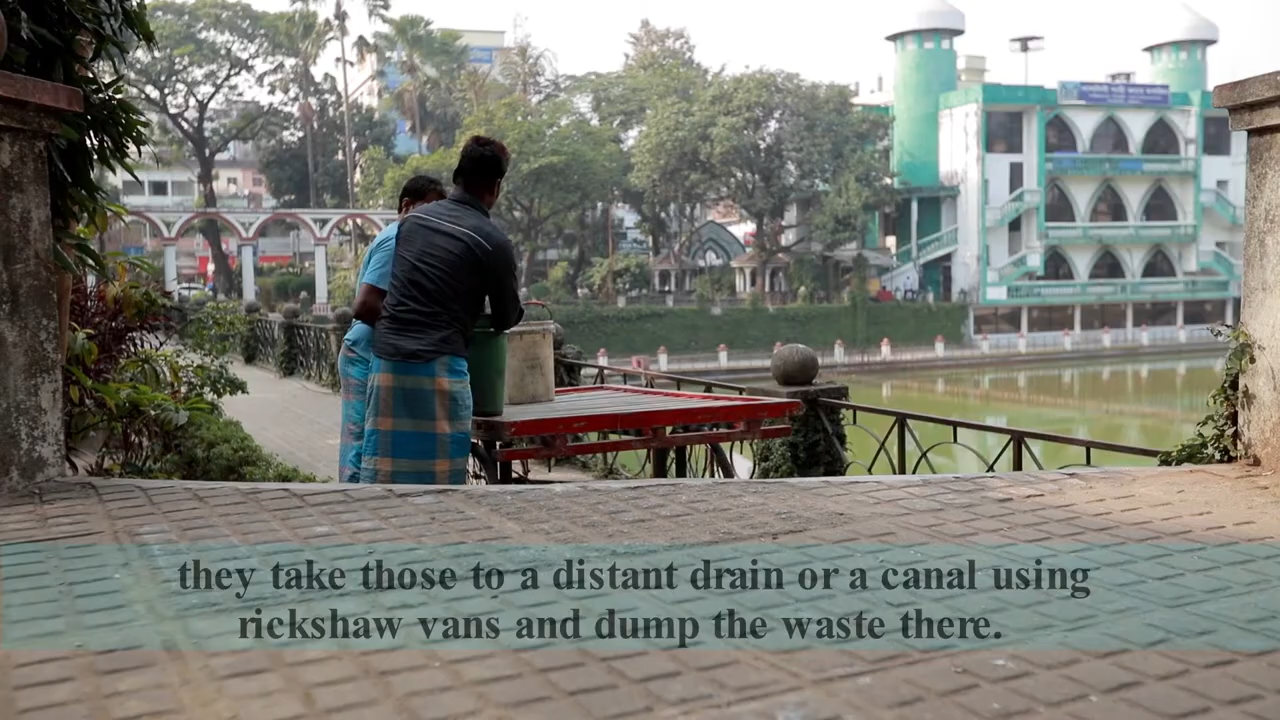 they take those to a distant drain or a canal using
rickshaw vans and dump the waste there.